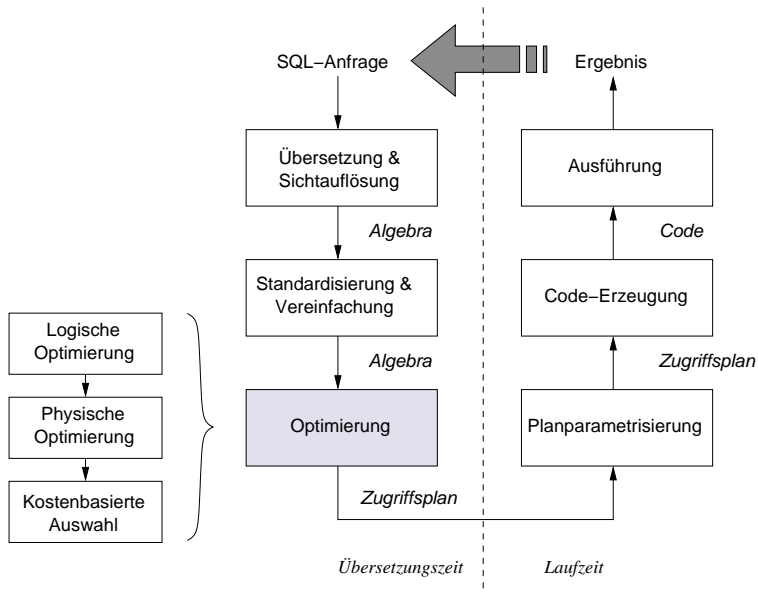 SQL–Anfrage
Ergebnis
Übersetzung &
Sichtauflösung
Ausführung
Algebra
Code
Standardisierung &
Vereinfachung
Code–Erzeugung
Logische
Optimierung
Algebra
Zugriffsplan
Physische
Optimierung
Optimierung
Planparametrisierung
Kostenbasierte
Auswahl
Zugriffsplan
Übersetzungszeit
Laufzeit